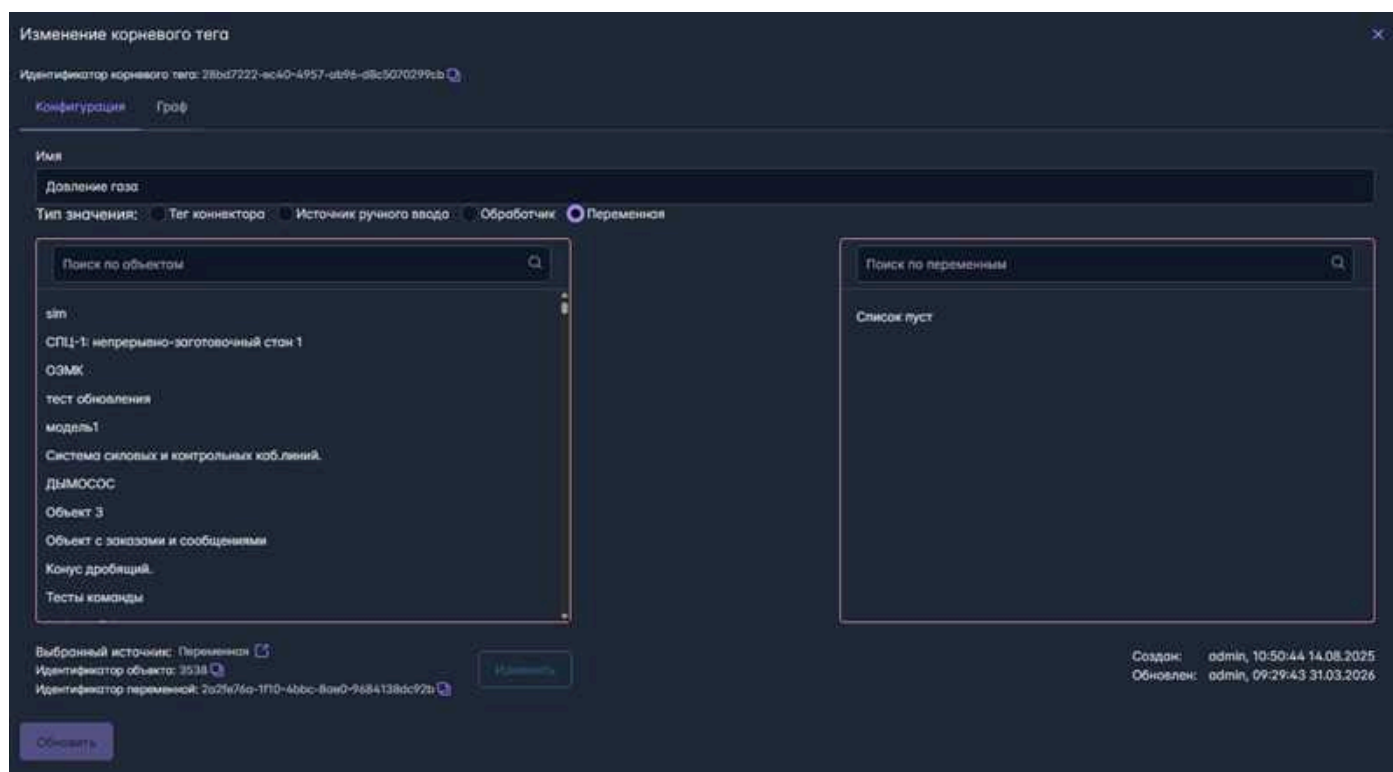 Изменение корневого тега
Идентификатор корневого тега: 28bd7222-ec40-4957-ab96-d8c5070299cb
Конфигурация Граф
Имя
Давление газа
Тип значения: Тег коннектора Источник ручного ввода Обработчик Переменная
Поиск по объектам
Поиск по переменным
sim
СПЦ-1: непрерывно-заготовочный стан 1
ОЭМК
тест обновления
модель1
Система силовых и контрольных каб.линий.
ДЫМОСОС
Объект 3
Объект с заказами и сообщениями
Конус дробящий.
Тесты команды
Список пуст
Выбранный источник: Переменная
Идентификатор объекта: 3538
Идентификатор переменной: 2a2fe76a-1f10-4bbc-8ae0-9684138dc92b
Изменить
Создан: admin, 10:50:44 14.08.2025
Обновлен: admin, 09:29:43 31.03.2026
Обновить